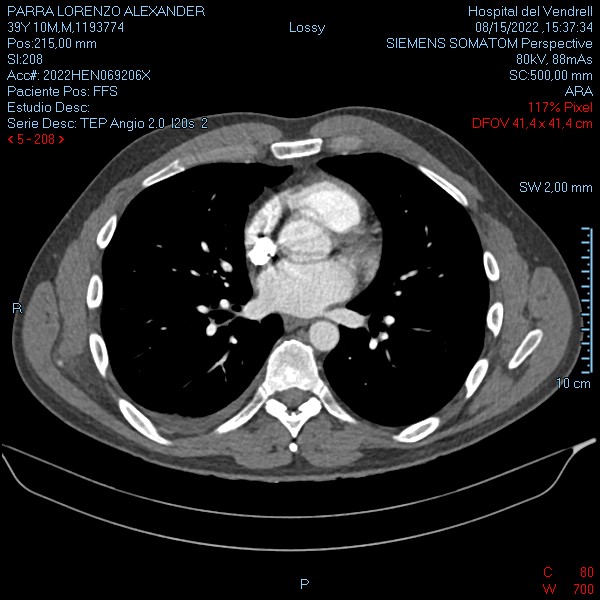 PARRA LORENZO ALEXANDER
39Y 10M,M,1193774
Pos:215,00 mm
SI:208
Acc#: 2022HEN069206X
Paciente Pos: FFS
Estudio Desc:
Serie Desc: TEP Angio 2.0 I20s 2
< 5 - 208 >
Lossy
Hospital del Vendrell
08/15/2022 ,15:37:34
SIEMENS SOMATOM Perspective
80kV, 88mAs
SC:500,00 mm
ARA
117% Pixel
DFOV 41,4 x 41,4 cm
SW 2,00 mm
R
10 cm
P
C 80
W 700